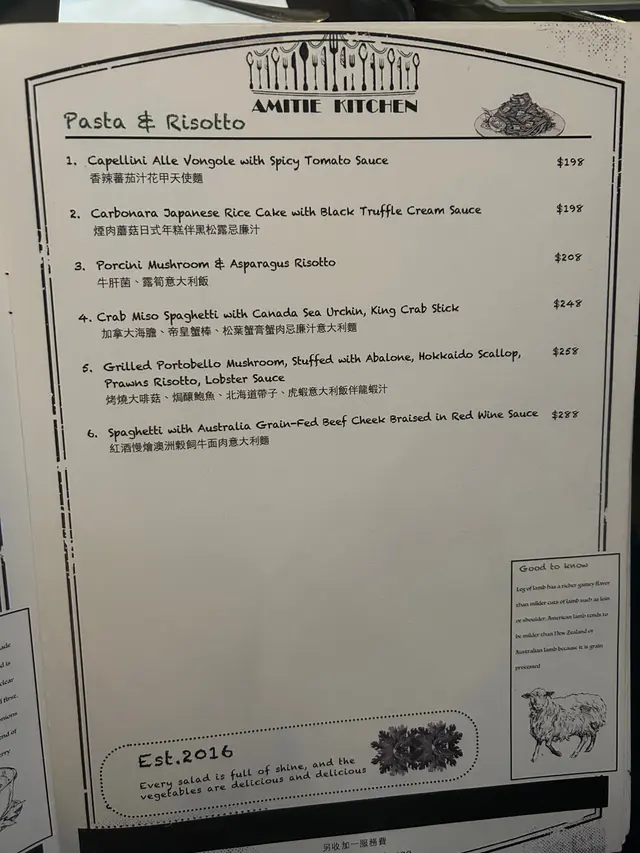 AMITIE KITCHEN
Pasta & Risotto
1. Capellini Alle Vongole with Spicy Tomato Sauce $198
香辣蕃茄汁花甲天使麵
2. Carbonara Japanese Rice Cake with Black Truffle Cream Sauce $198
煙肉蘑菇日式年糕伴黑松露忌廉汁
3. Porcini Mushroom & Asparagus Risotto $208
牛肝菌、露筍意大利飯
4. Crab Miso Spaghetti with Canada Sea Urchin, King Crab Stick $248
加拿大海膽、帝皇蟹棒、松葉蟹膏蟹肉忌廉汁意大利麵
5. Grilled Portobello Mushroom, Stuffed with Abalone, Hokkaido Scallop, $258
Prawns Risotto, Lobster Sauce
烤燒大啡菇、焗釀鮑魚、北海道帶子、虎蝦意大利飯伴龍蝦汁
6. Spaghetti with Australia Grain-Fed Beef Cheek Braised in Red Wine Sauce $288
紅酒慢燴澳洲穀飼牛面肉意大利麵
Good to know
Leg of lamb has a richer gamey flavor
than milder cuts of lamb such as loin
or shoulder. American lamb tends to
be milder than New Zealand or
Australian lamb because it is grain
processed
Est.2016
Every salad is full of shine, and the
vegetables are delicious and delicious
另收加一服務費